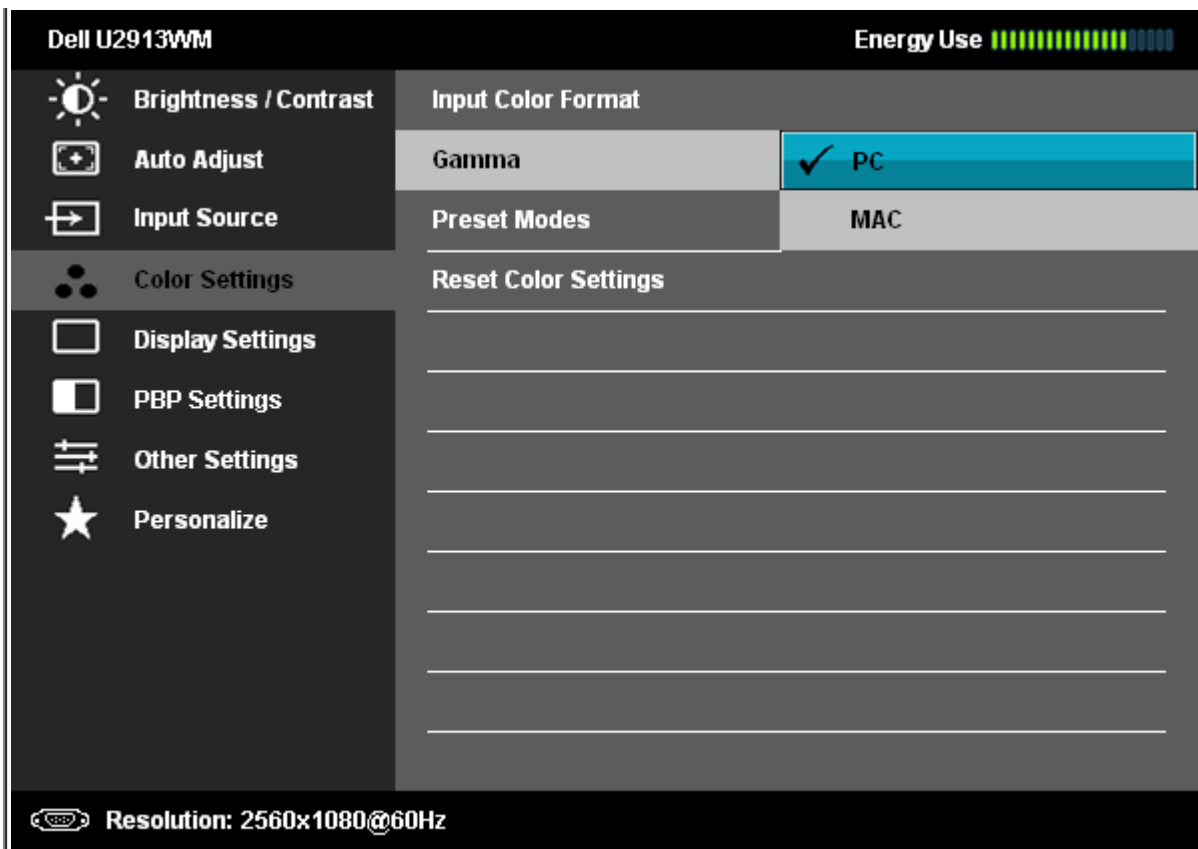 Dell U2913WM Energy Use
Brightness / Contrast Input Color Format
Auto Adjust Gamma PC
Input Source Preset Modes MAC
Color Settings Reset Color Settings
Display Settings
PBP Settings
Other Settings
Personalize
Resolution: 2560x1080@60Hz